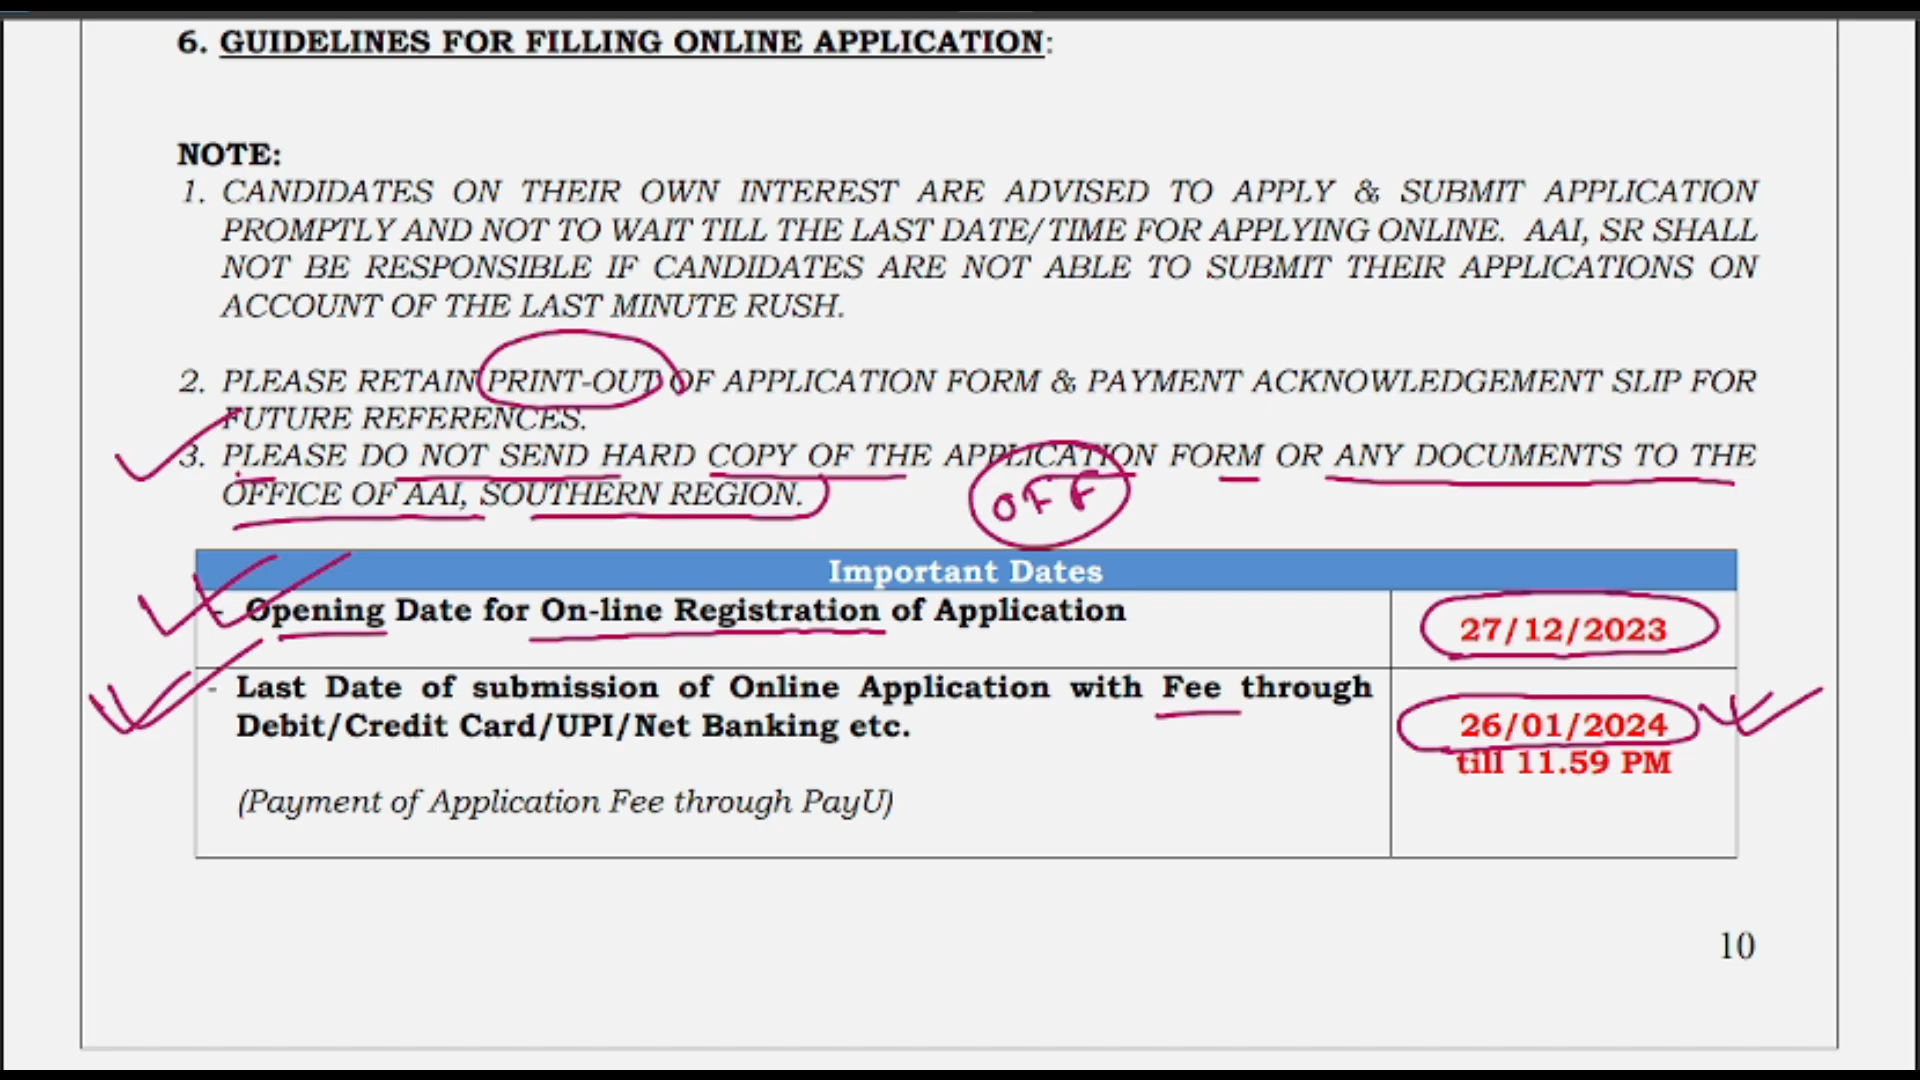 6. GUIDELINES FOR FILLING ONLINE APPLICATION:
NOTE:
1. CANDIDATES ON THEIR OWN INTEREST ARE ADVISED TO APPLY & SUBMIT APPLICATION
PROMPTLY AND NOT TO WAIT TILL THE LAST DATE/TIME FOR APPLYING ONLINE. AAI, SR SHALL
NOT BE RESPONSIBLE IF CANDIDATES ARE NOT ABLE TO SUBMIT THEIR APPLICATIONS ON
ACCOUNT OF THE LAST MINUTE RUSH.
2. PLEASE RETAIN PRINT-OUT OF APPLICATION FORM & PAYMENT ACKNOWLEDGEMENT SLIP FOR
FUTURE REFERENCES.
3. PLEASE DO NOT SEND HARD COPY OF THE APPLICATION FORM OR ANY DOCUMENTS TO THE
OFFICE OF AAI, SOUTHERN REGION.
OFF
Important Dates
- Opening Date for On-line Registration of Application
27/12/2023
- Last Date of submission of Online Application with Fee through
Debit/Credit Card/UPI/Net Banking etc.
26/01/2024
till 11.59 PM
(Payment of Application Fee through PayU)
10